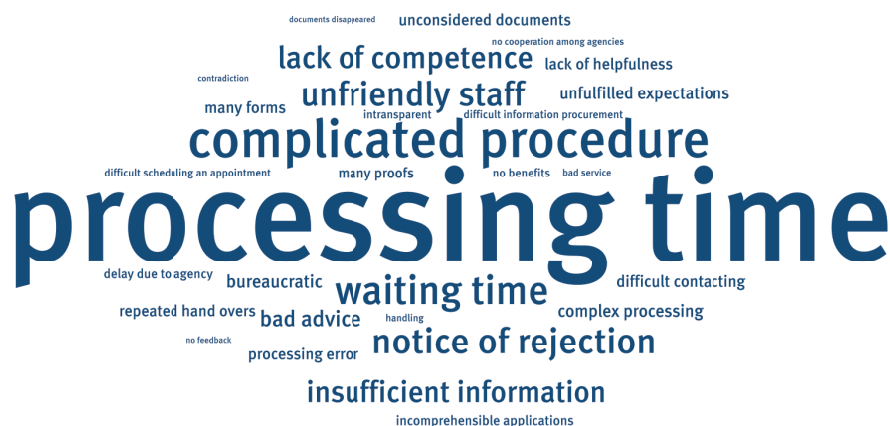 documents disappeared
unconsidered documents
no cooperation among agencies
lack of competence
lack of helpfulness
contradiction
unfriendly staff
unfulfilled expectations
many forms
intransparent
difficult information procurement
complicated procedure
difficult scheduling an appointment
many proofs
no benefits
bad service
processing time
delay due to agency
bureaucratic
waiting time
difficult contacting
repeated hand overs
bad advice
handling
complex processing
no feedback
processing error
notice of rejection
insufficient information
incomprehensible applications